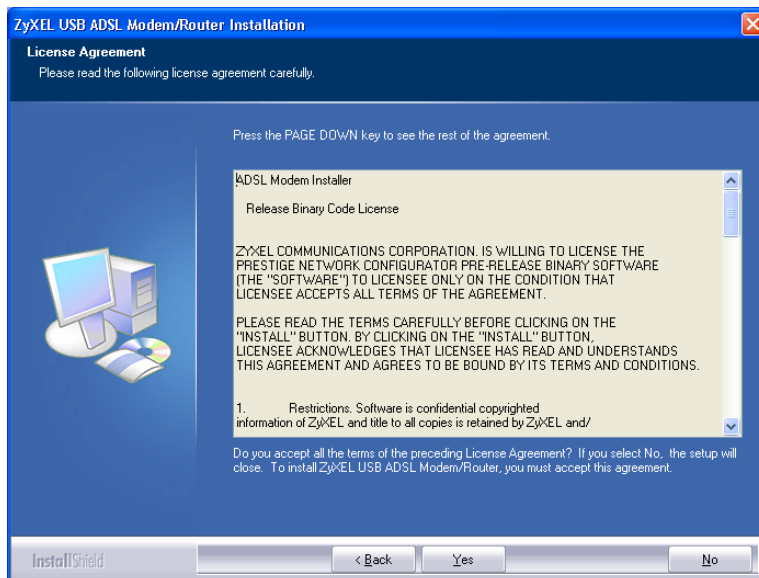 ZyXEL USB ADSL Modem/Router Installation
License Agreement
Please read the following license agreement carefully.
Press the PAGE DOWN key to see the rest of the agreement.
ADSL Modem Installer
Release Binary Code License
ZYXEL COMMUNICATIONS CORPORATION. IS WILLING TO LICENSE THE
PRESTIGE NETWORK CONFIGURATOR PRE-RELEASE BINARY SOFTWARE
(THE "SOFTWARE") TO LICENSEE ONLY ON THE CONDITION THAT
LICENSEE ACCEPTS ALL TERMS OF THE AGREEMENT.
PLEASE READ THE TERMS CAREFULLY BEFORE CLICKING ON THE
"INSTALL" BUTTON. BY CLICKING ON THE "INSTALL" BUTTON,
LICENSEE ACKNOWLEDGES THAT LICENSEE HAS READ AND UNDERSTANDS
THIS AGREEMENT AND AGREES TO BE BOUND BY ITS TERMS AND CONDITIONS.
1. Restrictions. Software is confidential copyrighted
information of ZyXEL and title to all copies is retained by ZyXEL and/
Do you accept all the terms of the preceding License Agreement? If you select No, the setup will
close. To install ZyXEL USB ADSL Modem/Router, you must accept this agreement.
InstallShield
< Back
Yes
No